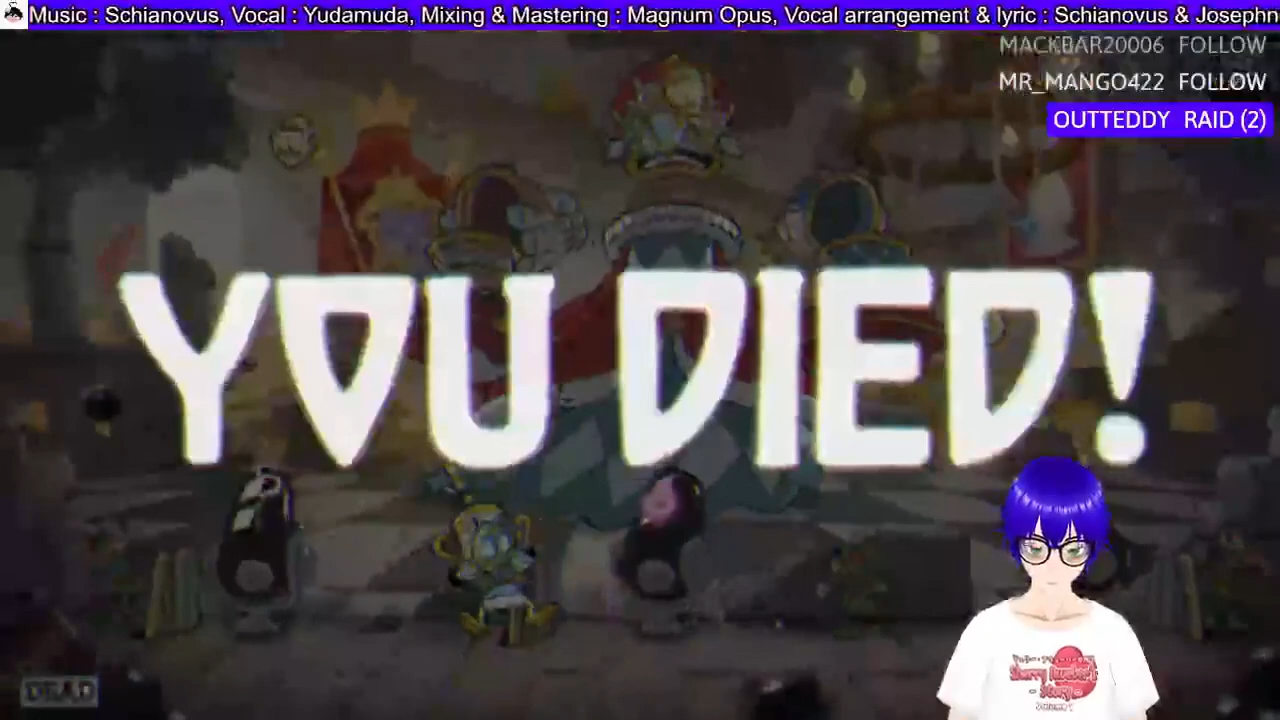 Music : Schianovus, Vocal : Yudamuda, Mixing & Mastering : Magnum Opus, Vocal arrangement & lyric : Schianovus & Josephn
MACKBAR20006 FOLLOW
MR_MANGO422 FOLLOW
OUTTEDDY RAID (2)
YOU DIED!
DEAD